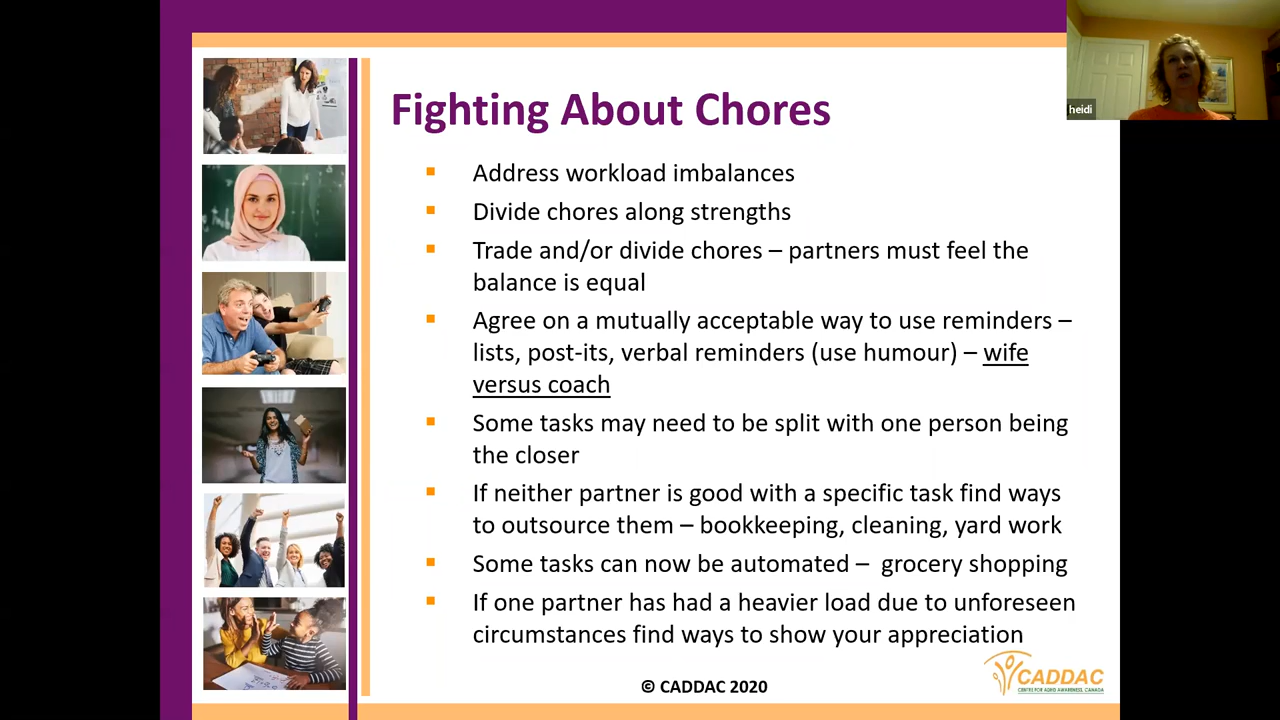 Fighting About Chores
heidi
Address workload imbalances
Divide chores along strengths
Trade and/or divide chores – partners must feel the
balance is equal
Agree on a mutually acceptable way to use reminders –
lists, post-its, verbal reminders (use humour) – wife
versus coach
Some tasks may need to be split with one person being
the closer
If neither partner is good with a specific task find ways
to outsource them – bookkeeping, cleaning, yard work
Some tasks can now be automated – grocery shopping
If one partner has had a heavier load due to unforeseen
circumstances find ways to show your appreciation
© CADDAC 2020
CADDAC
CENTRE FOR ADHD AWARENESS, CANADA